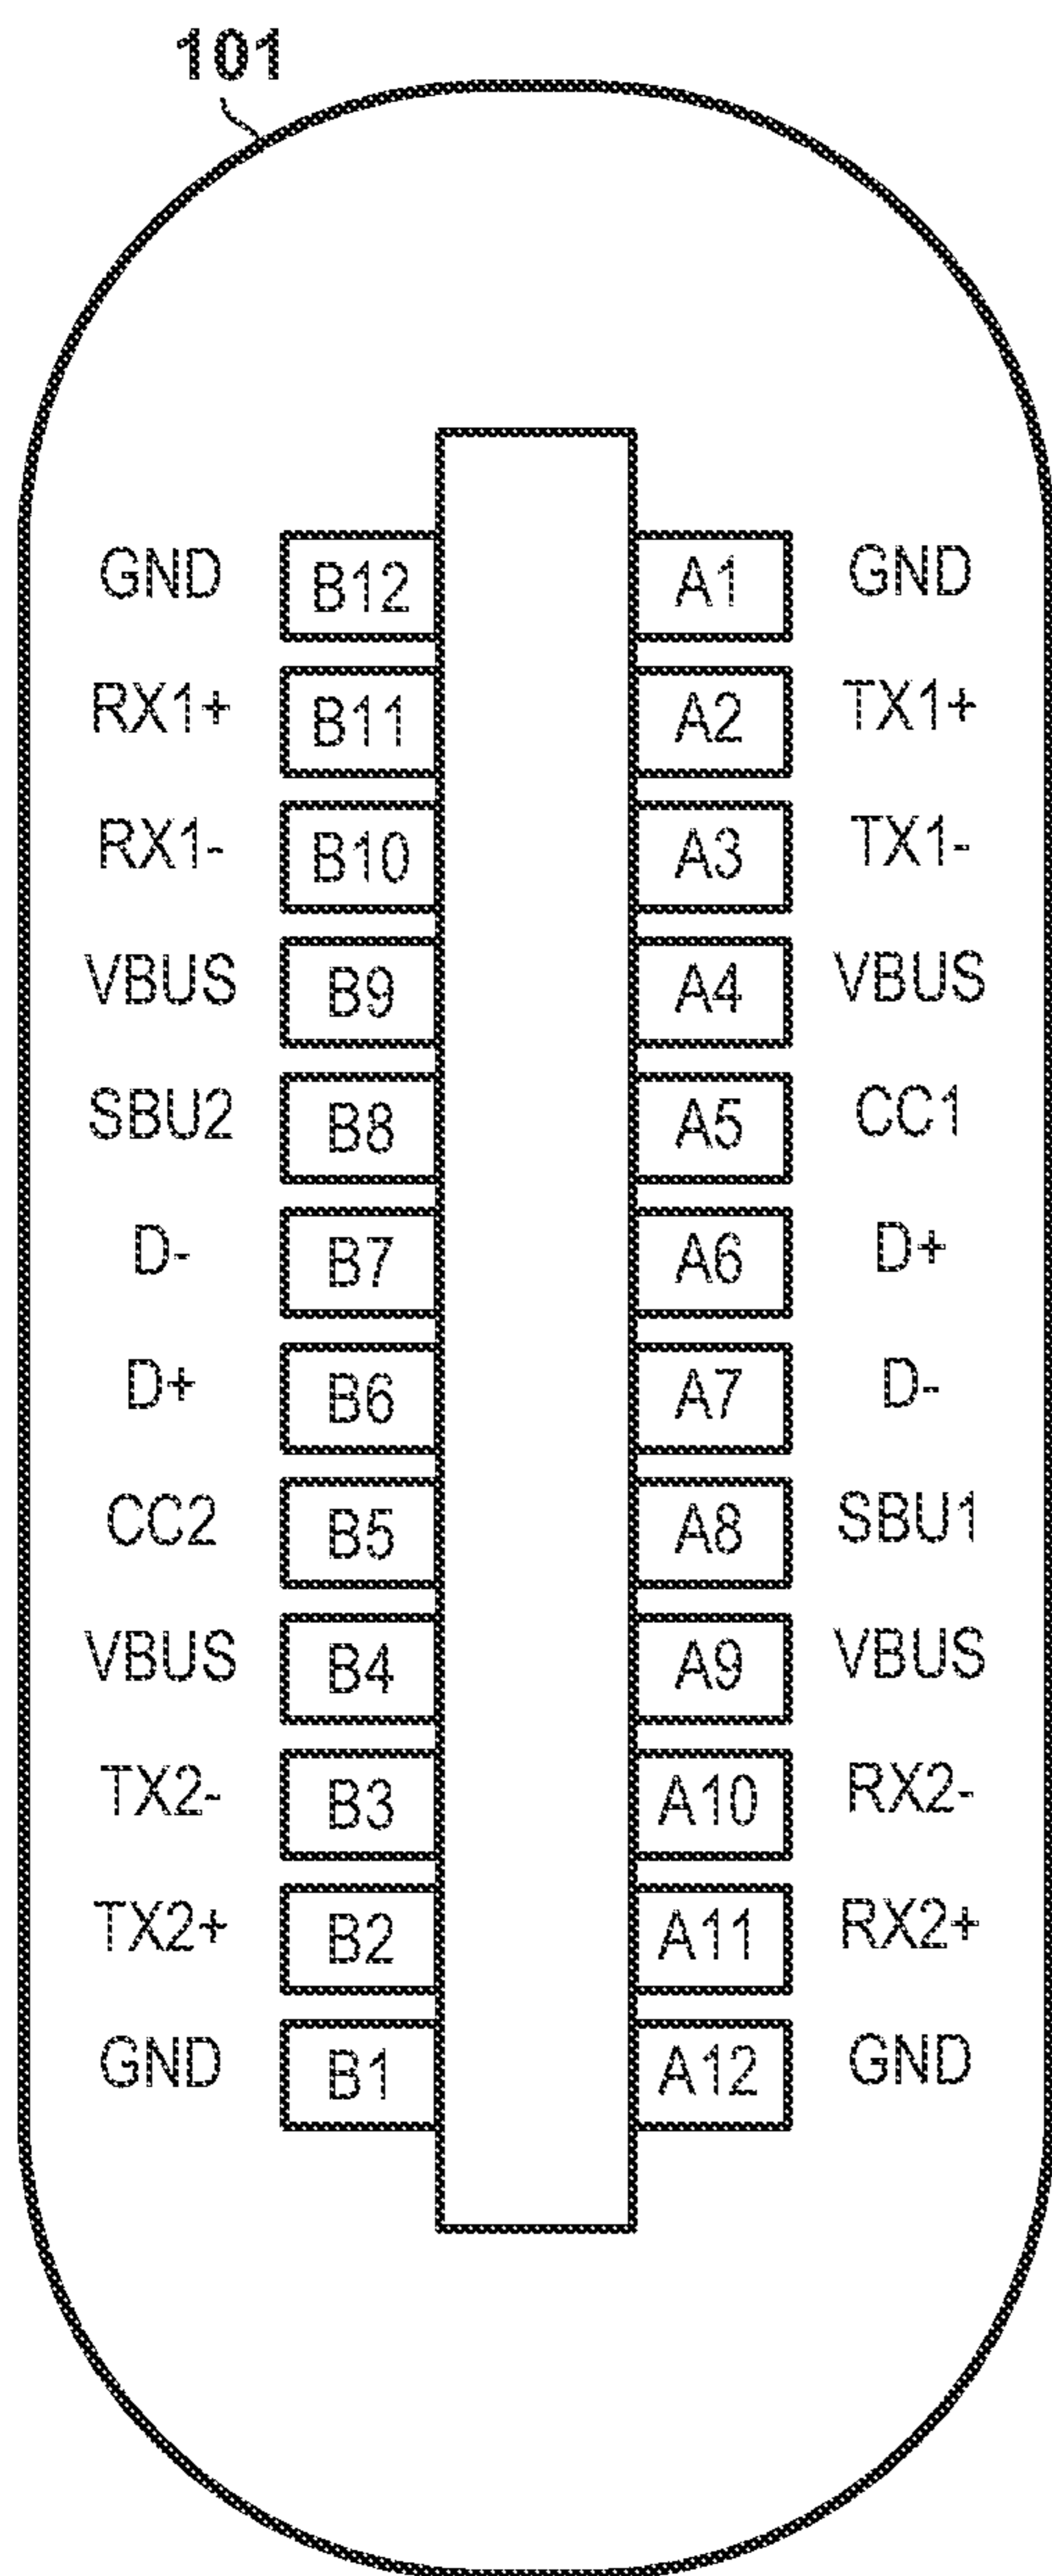 101
GND B12 A1 GND
RX1+ B11 A2 TX1+
RX1- B10 A3 TX1-
VBUS B9 A4 VBUS
SBU2 B8 A5 CC1
D- B7 A6 D+
D+ B6 A7 D-
CC2 B5 A8 SBU1
VBUS B4 A9 VBUS
TX2- B3 A10 RX2-
TX2+ B2 A11 RX2+
GND B1 A12 GND